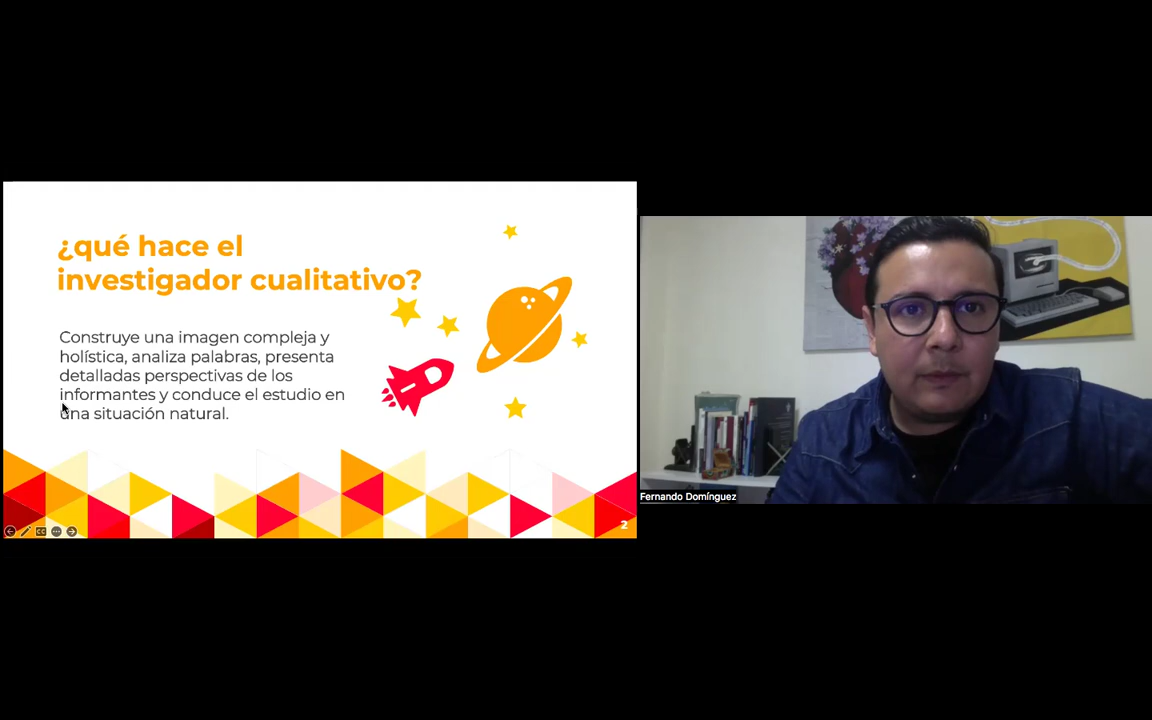 ¿qué hace el
investigador cualitativo?
Construye una imagen compleja y
holística, analiza palabras, presenta
detalladas perspectivas de los
informantes y conduce el estudio en
una situación natural.
2
Fernando Domínguez